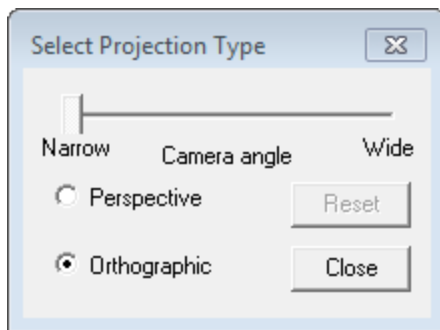 Select Projection Type
Narrow Camera angle Wide
Perspective Reset
Orthographic Close